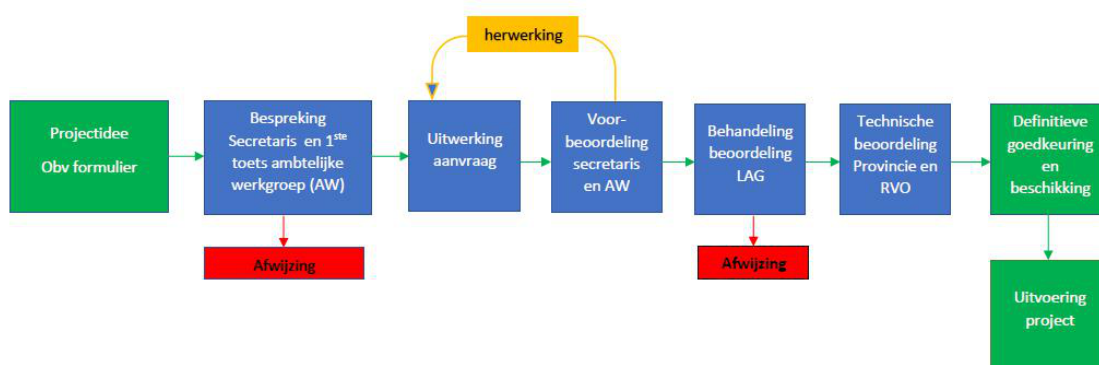 herwerking
Projectidee
Obv formulier
Bespreking
Secretaris en 1ste
toets ambtelijke
werkgroep (AW)
Uitwerking
aanvraag
Voor-
beoordeling
secretaris
en AW
Behandeling
beoordeling
LAG
Technische
beoordeling
Provincie en
RVO
Definitieve
goedkeuring
en
beschikking
Afwijzing
Afwijzing
Uitvoering
project